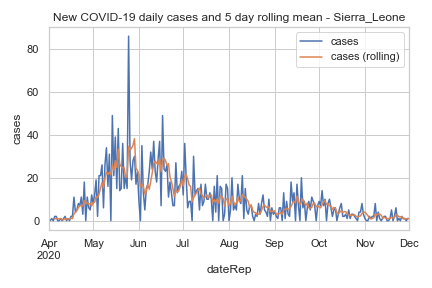 New COVID-19 daily cases and 5 day rolling mean - Sierra_Leone
cases
cases (rolling)
80
60
40
20
0
cases
Apr May Jun Jul Aug Sep Oct Nov Dec
2020
dateRep